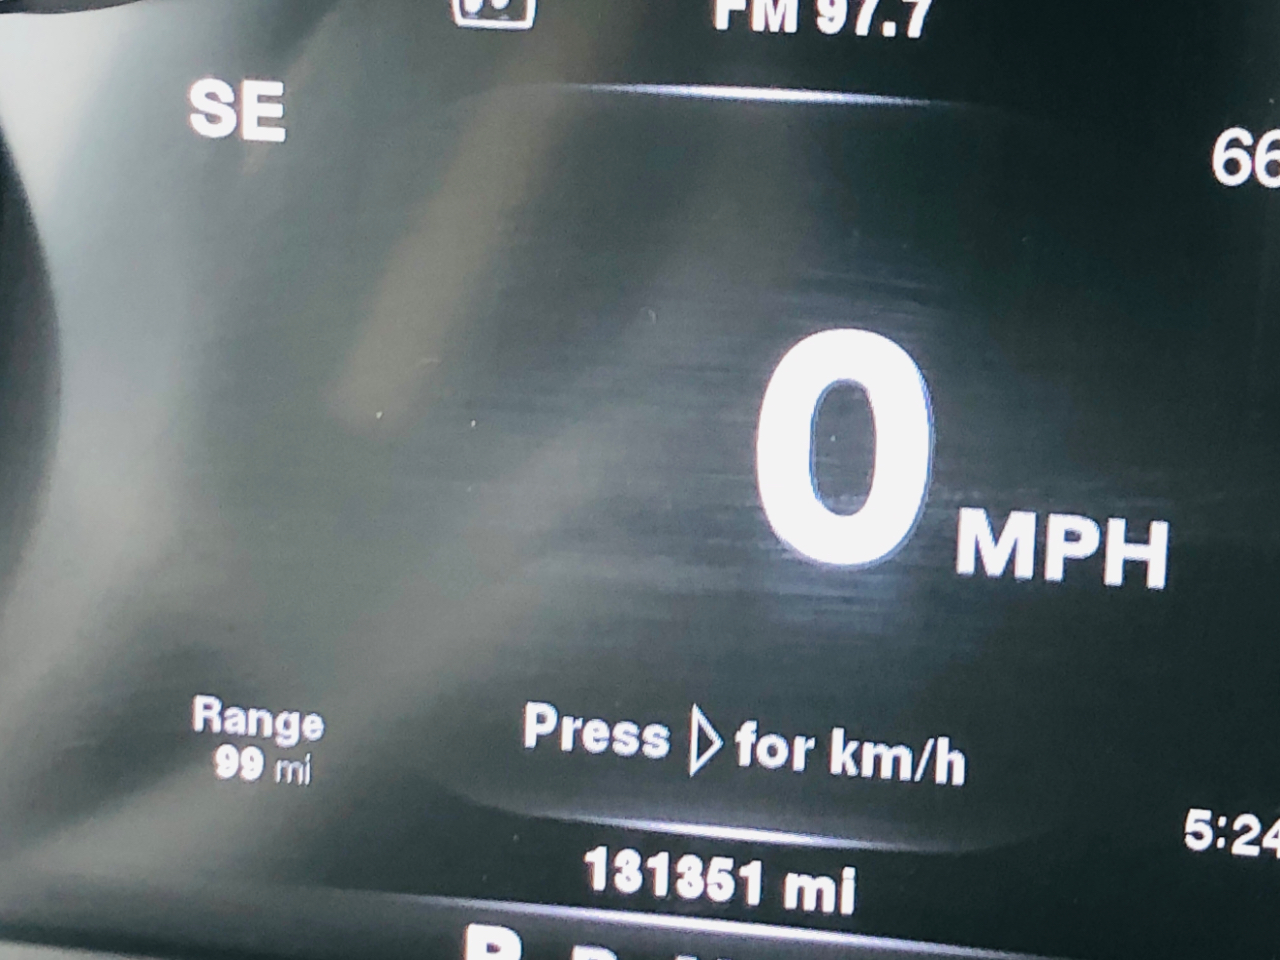 FM 97.7
SE
66
0 MPH
Range
99 mi
Press ▷ for km/h
5:24
131351 mi
P R